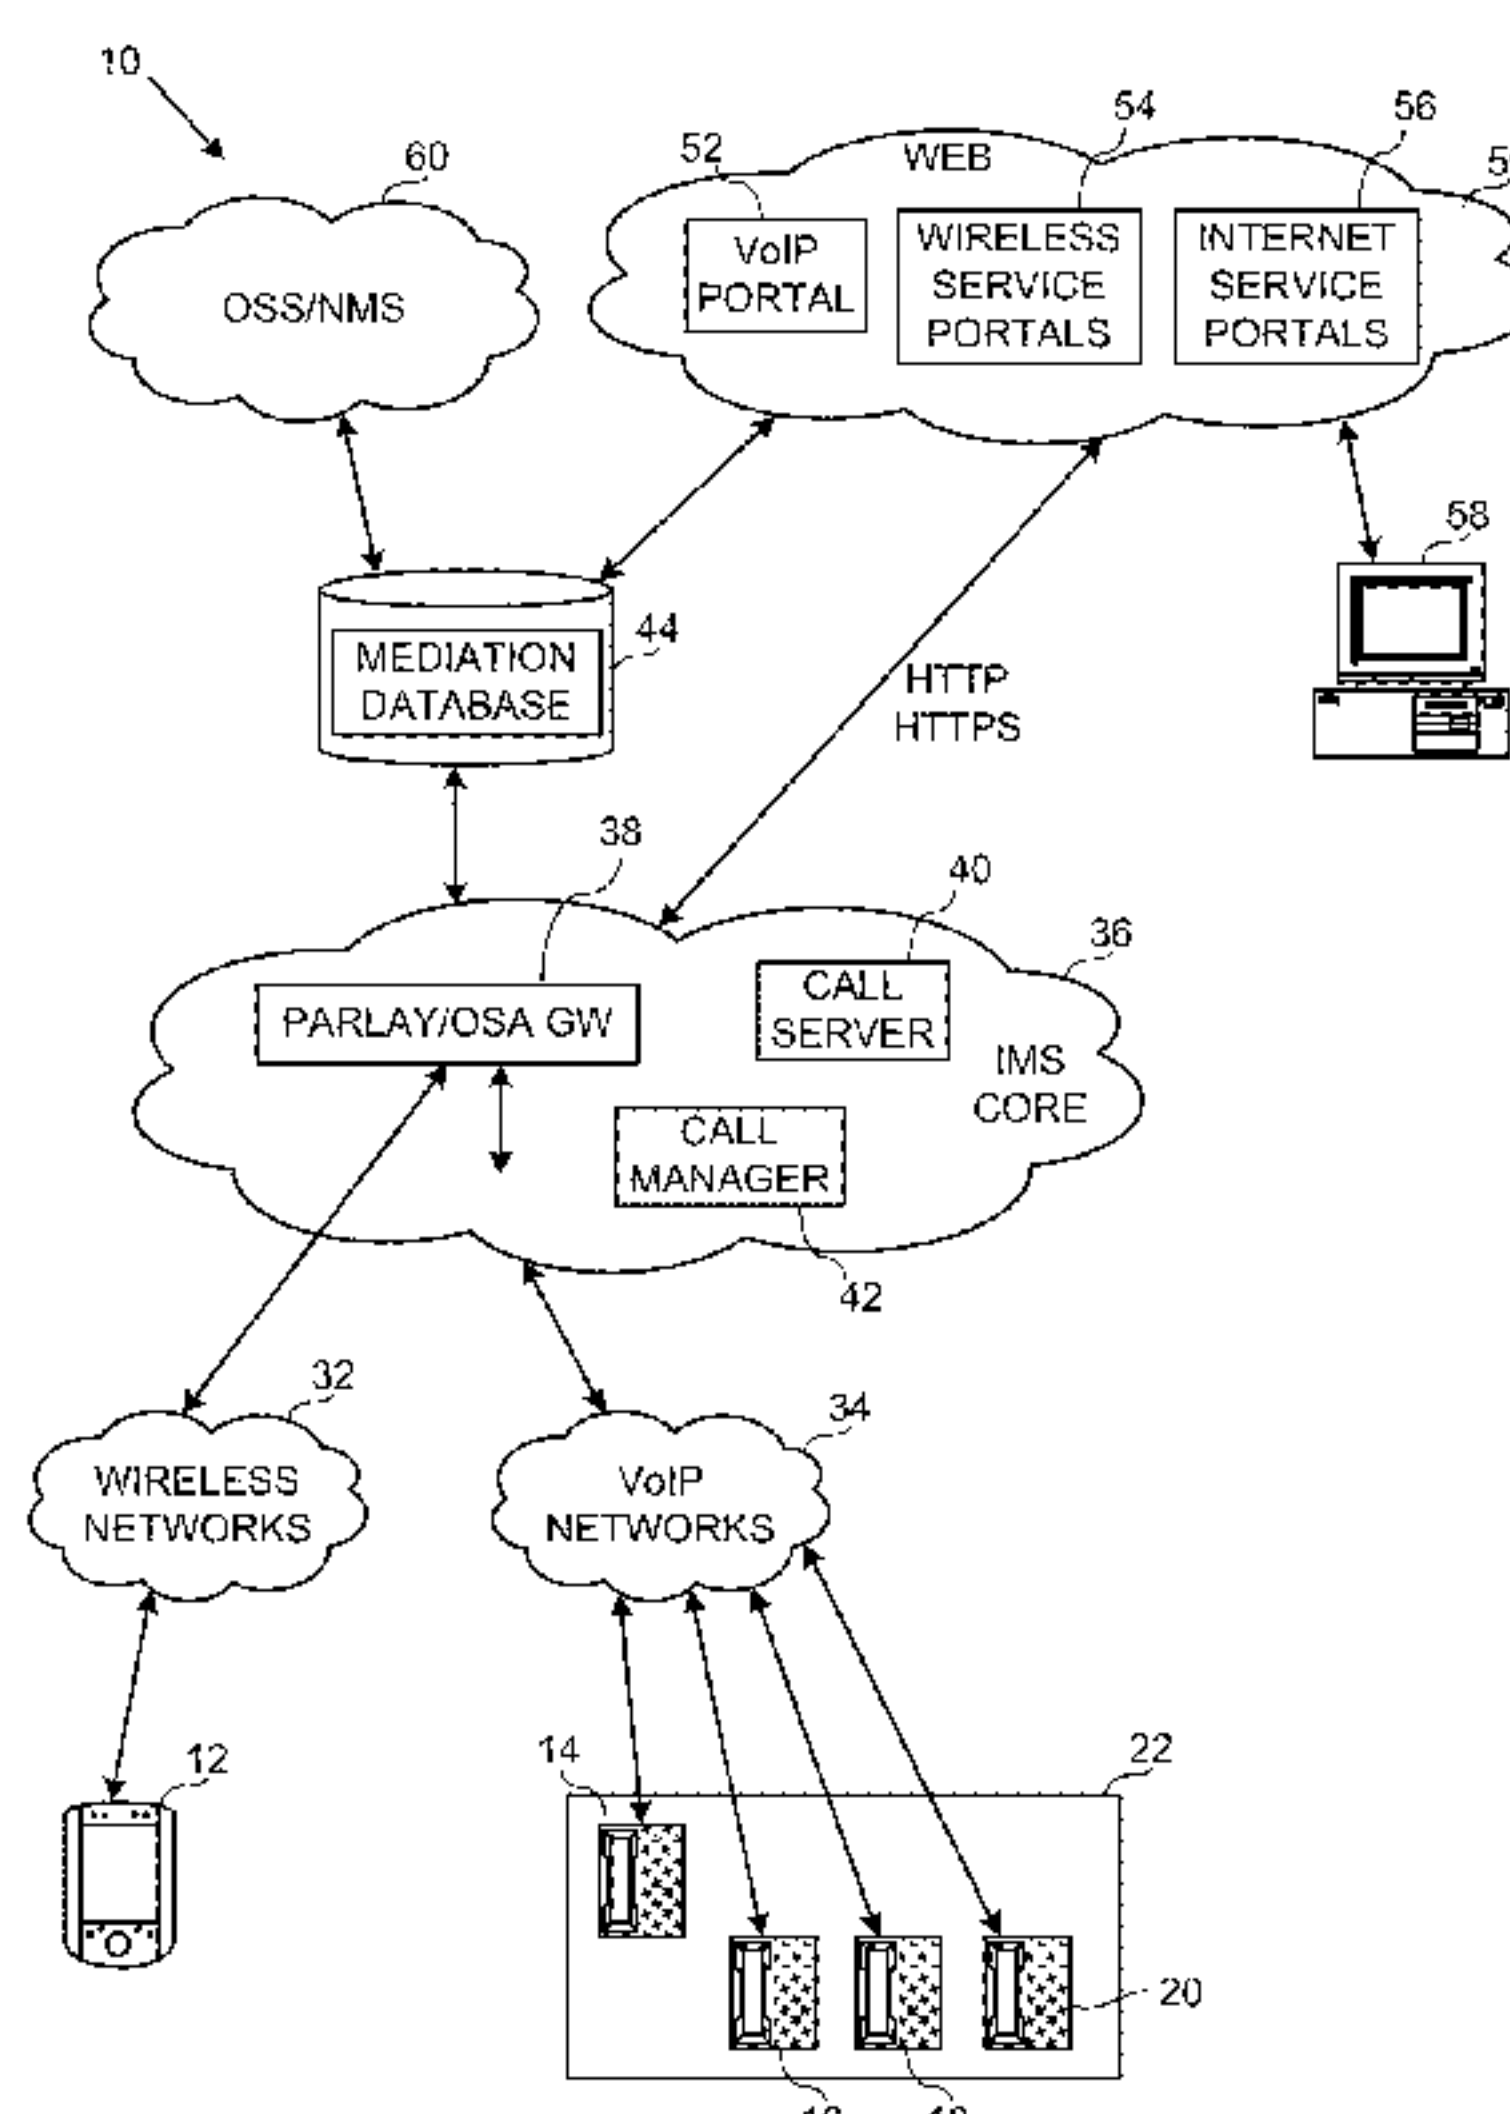 10
60
OSS/NMS
WEB
52
54
56
VoIP
PORTAL
WIRELESS
SERVICE
PORTALS
INTERNET
SERVICE
PORTALS
58
MEDIATION
DATABASE
44
HTTP
HTTPS
38
40
36
PARLAY/OSA GW
CALL
SERVER
IMS
CORE
CALL
MANAGER
42
32
34
WIRELESS
NETWORKS
VoIP
NETWORKS
12
14
22
20